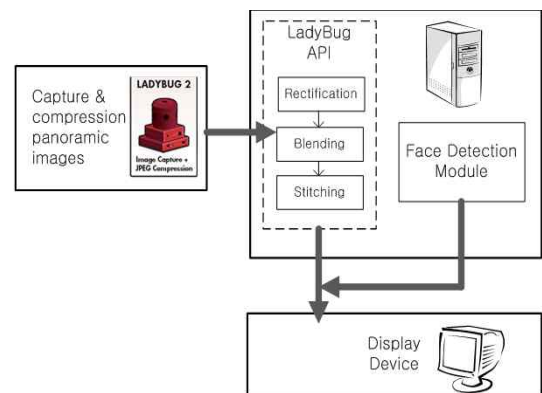 Capture &
compression
panoramic
images
LADYBUG 2
Image Capture +
JPEG Compression
LadyBug
API
Rectification
Blending
Stitching
Face Detection
Module
Display
Device